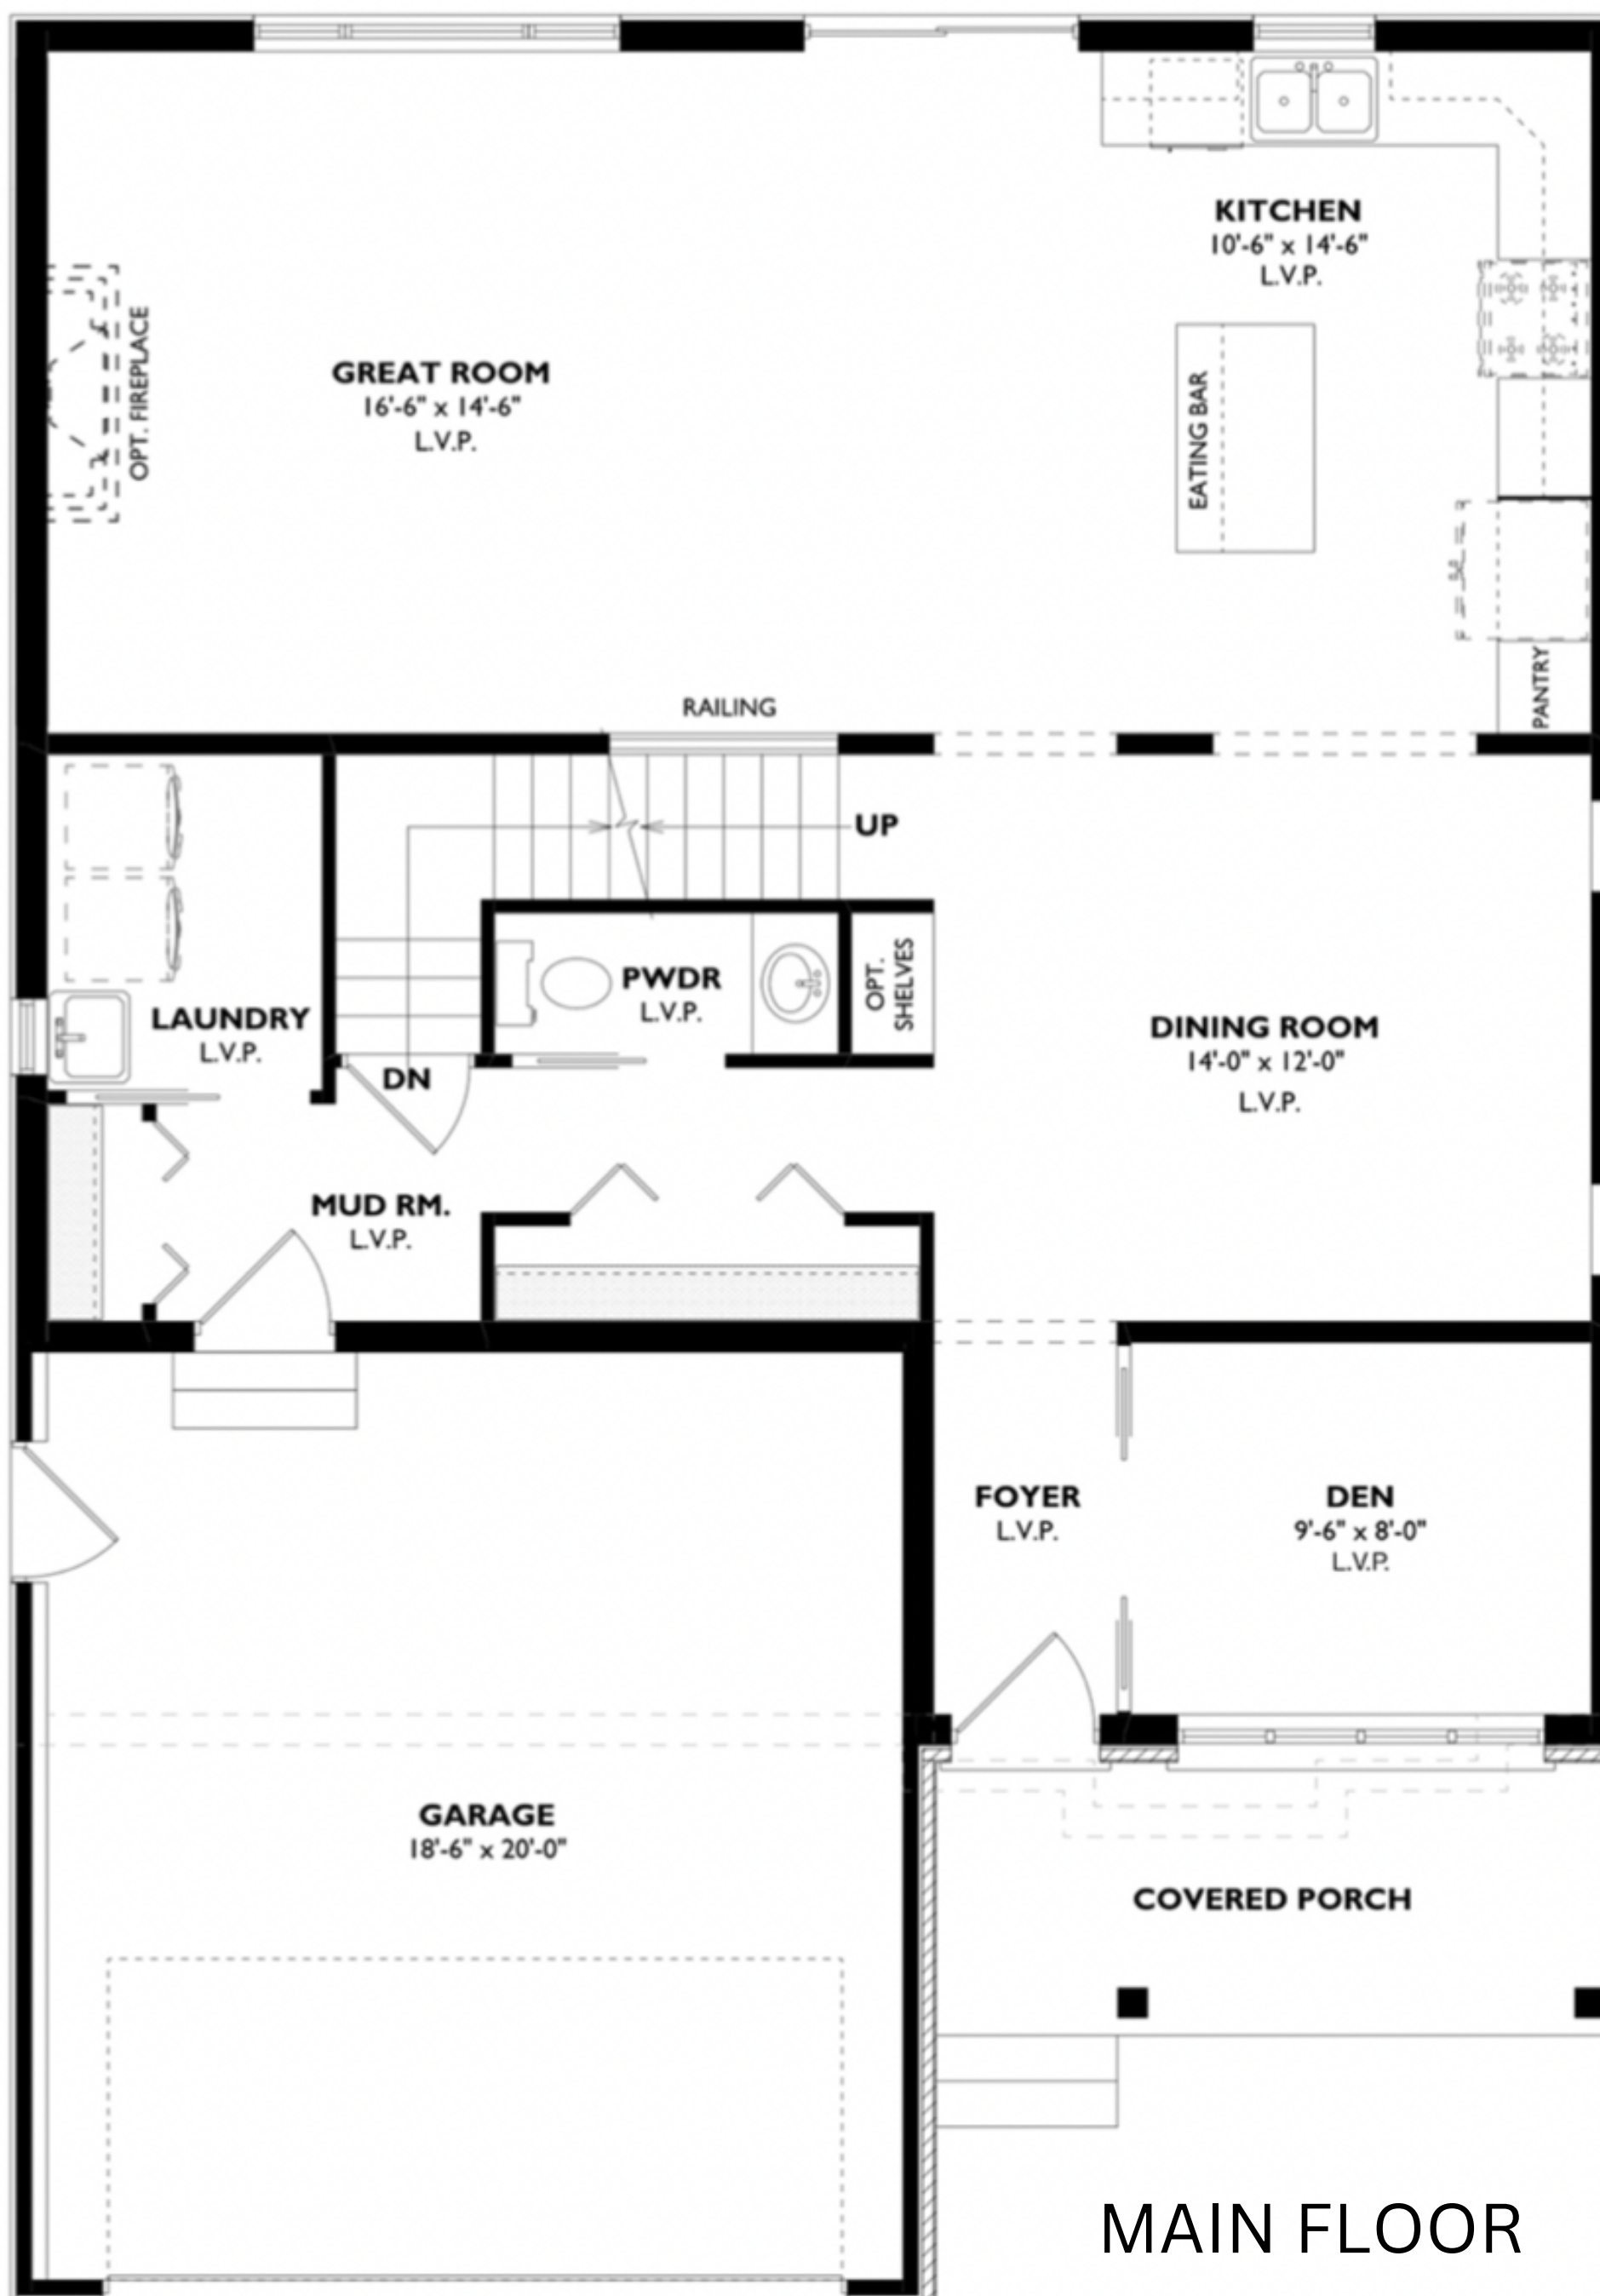 KITCHEN
10'-6" x 14'-6"
L.V.P.
GREAT ROOM
16'-6" x 14'-6"
L.V.P.
OPT. FIREPLACE
EATING BAR
PANTRY
RAILING
UP
PWDR
L.V.P.
OPT.
SHELVES
LAUNDRY
L.V.P.
DINING ROOM
14'-0" x 12'-0"
L.V.P.
DN
MUD RM.
L.V.P.
FOYER
L.V.P.
DEN
9'-6" x 8'-0"
L.V.P.
GARAGE
18'-6" x 20'-0"
COVERED PORCH
MAIN FLOOR